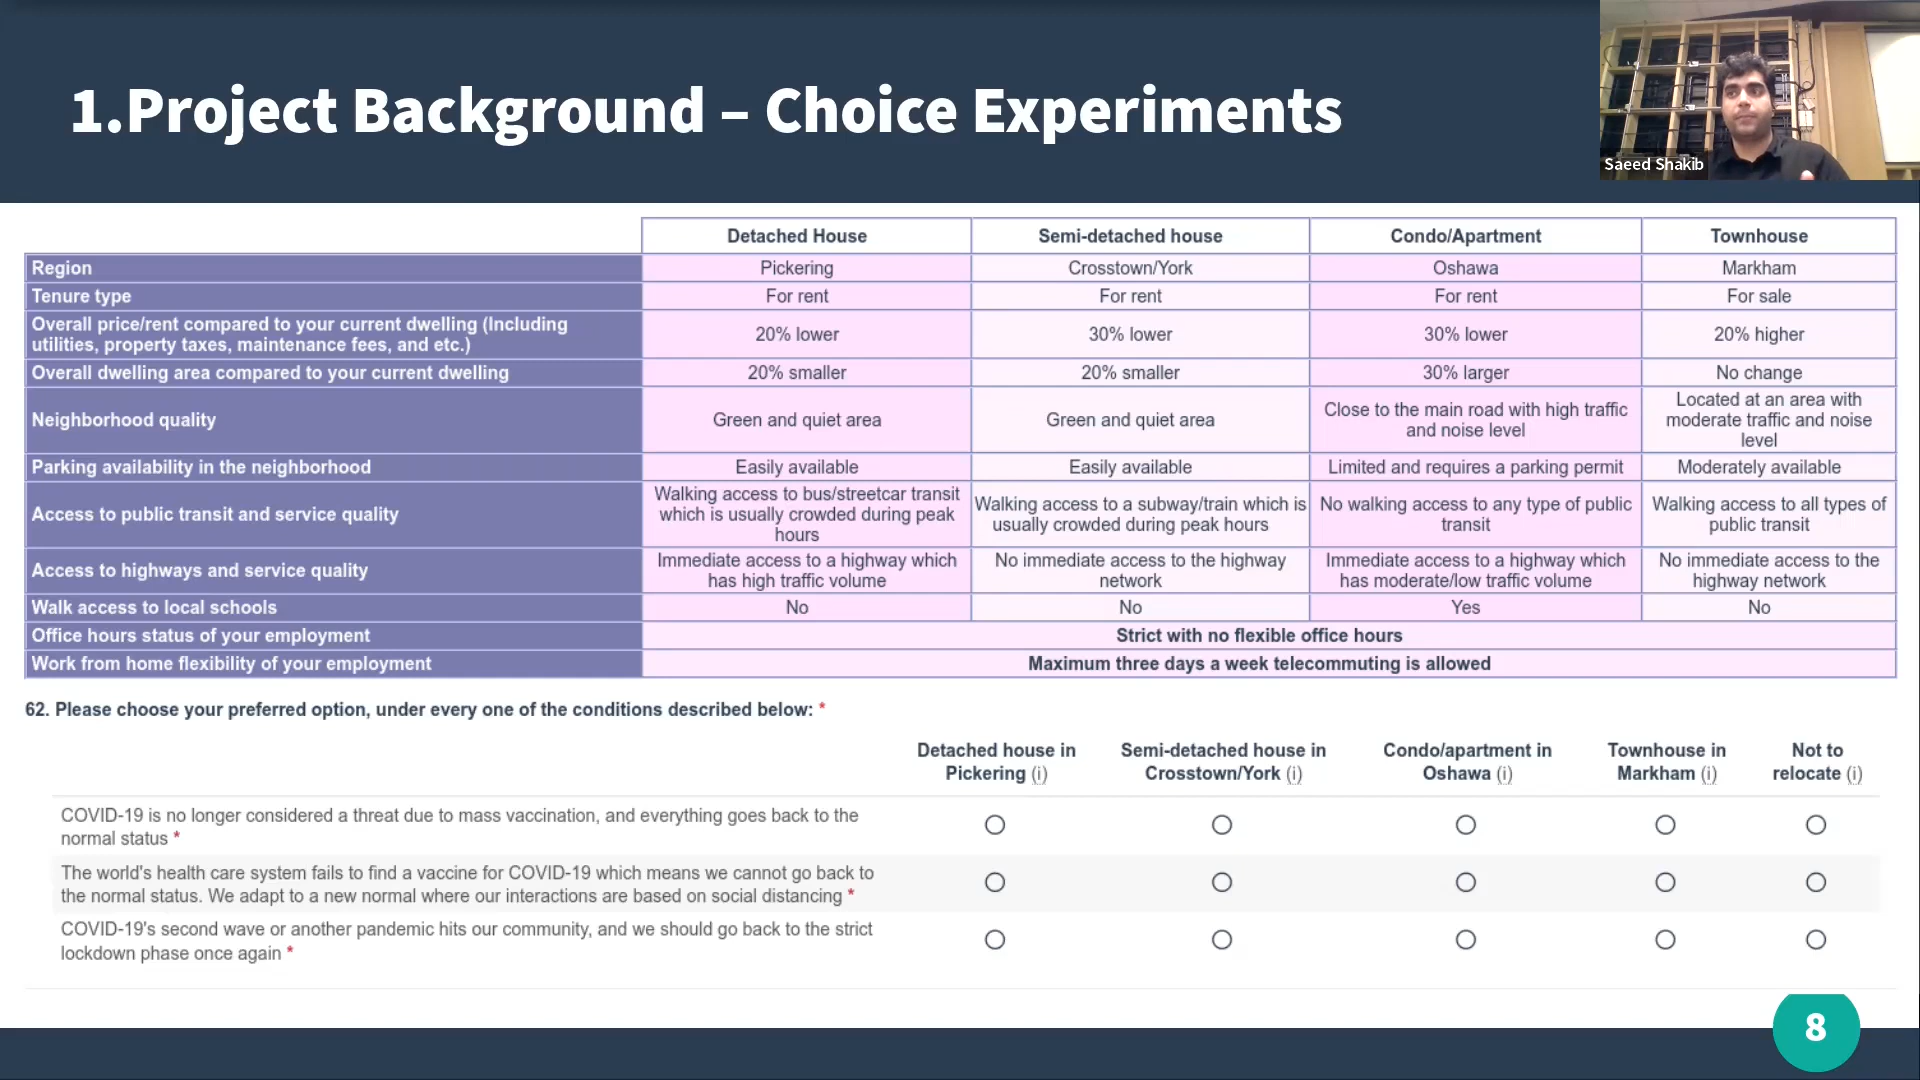 1.Project Background – Choice Experiments
Saeed Shakib
Detached House Semi-detached house Condo/Apartment Townhouse
Region Pickering Crosstown/York Oshawa Markham
Tenure type For rent For rent For rent For sale
Overall price/rent compared to your current dwelling (Including
utilities, property taxes, maintenance fees, and etc.) 20% lower 30% lower 30% lower 20% higher
Overall dwelling area compared to your current dwelling 20% smaller 20% smaller 30% larger No change
Neighborhood quality Green and quiet area Green and quiet area
Close to the main road with high traffic
and noise level
Located at an area with
moderate traffic and noise
level
Parking availability in the neighborhood Easily available Easily available Limited and requires a parking permit Moderately available
Access to public transit and service quality
Walking access to bus/streetcar transit
which is usually crowded during peak
hours
Walking access to a subway/train which is
usually crowded during peak hours
No walking access to any type of public
transit
Walking access to all types of
public transit
Access to highways and service quality
Immediate access to a highway which
has high traffic volume
No immediate access to the highway
network
Immediate access to a highway which
has moderate/low traffic volume
No immediate access to the
highway network
Walk access to local schools No No Yes No
Office hours status of your employment Strict with no flexible office hours
Work from home flexibility of your employment Maximum three days a week telecommuting is allowed
62. Please choose your preferred option, under every one of the conditions described below: *
Detached house in
Pickering (i)
Semi-detached house in
Crosstown/York (i)
Condo/apartment in
Oshawa (i)
Townhouse in
Markham (i)
Not to
relocate (i)
COVID-19 is no longer considered a threat due to mass vaccination, and everything goes back to the
normal status *
The world's health care system fails to find a vaccine for COVID-19 which means we cannot go back to
the normal status. We adapt to a new normal where our interactions are based on social distancing *
COVID-19's second wave or another pandemic hits our community, and we should go back to the strict
lockdown phase once again *
8